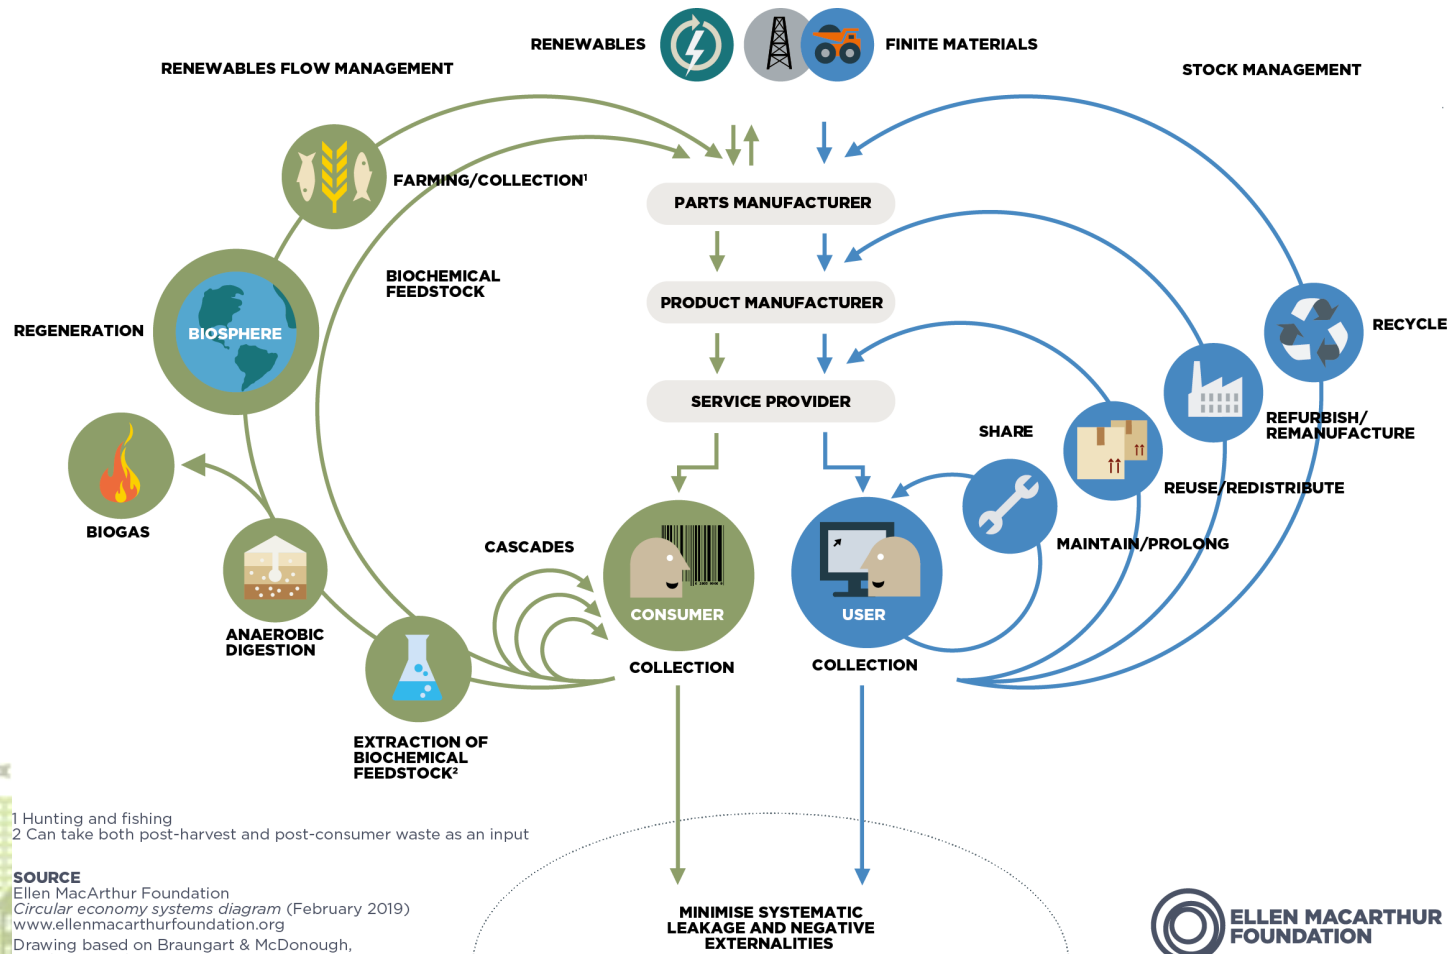 RENEWABLES
FINITE MATERIALS
RENEWABLES FLOW MANAGEMENT
STOCK MANAGEMENT
FARMING/COLLECTION¹
PARTS MANUFACTURER
BIOCHEMICAL
FEEDSTOCK
PRODUCT MANUFACTURER
REGENERATION
BIOSPHERE
RECYCLE
SERVICE PROVIDER
SHARE
REFURBISH/
REMANUFACTURE
REUSE/REDISTRIBUTE
BIOGAS
CASCADES
MAINTAIN/PROLONG
CONSUMER
USER
ANAEROBIC
DIGESTION
COLLECTION
COLLECTION
EXTRACTION OF
BIOCHEMICAL
FEEDSTOCK²
1 Hunting and fishing
2 Can take both post-harvest and post-consumer waste as an input
SOURCE
Ellen MacArthur Foundation
Circular economy systems diagram (February 2019)
www.ellenmacarthurfoundation.org
Drawing based on Braungart & McDonough,
MINIMISE SYSTEMATIC
LEAKAGE AND NEGATIVE
EXTERNALITIES
ELLEN MACARTHUR
FOUNDATION